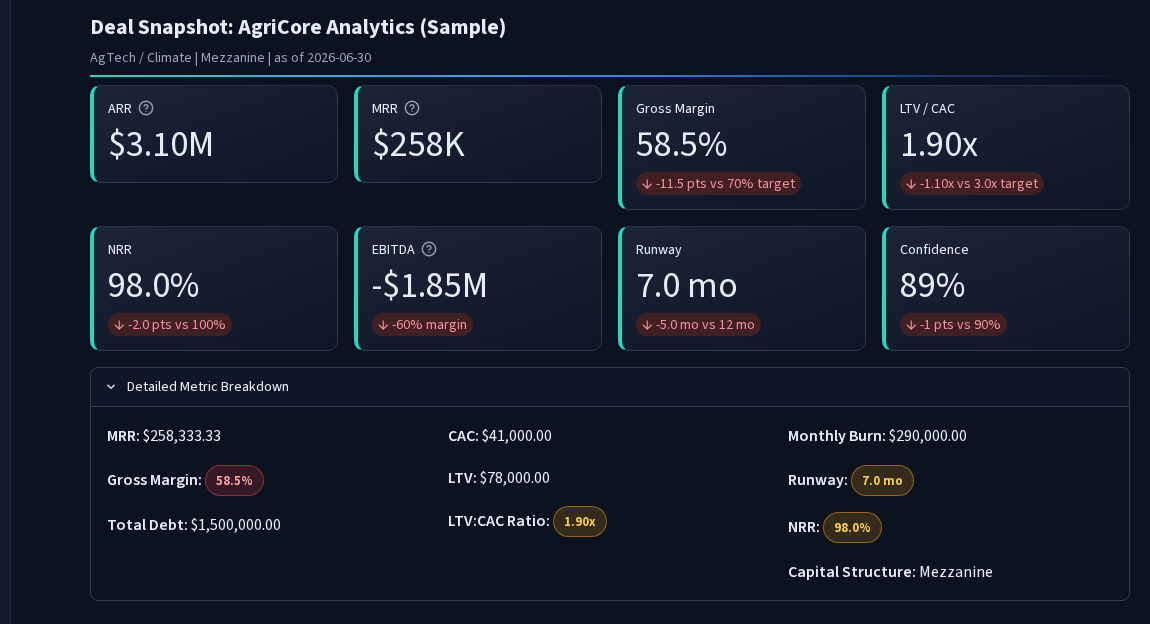 Deal Snapshot: AgriCore Analytics (Sample)
AgTech / Climate | Mezzanine | as of 2026-06-30
ARR ?
$3.10M
MRR ?
$258K
Gross Margin
58.5%
↓ -11.5 pts vs 70% target
LTV / CAC
1.90x
↓ -1.10x vs 3.0x target
NRR
98.0%
↓ -2.0 pts vs 100%
EBITDA ?
-$1.85M
↓ -60% margin
Runway
7.0 mo
↓ -5.0 mo vs 12 mo
Confidence
89%
↓ -1 pts vs 90%
Detailed Metric Breakdown
MRR: $258,333.33
Gross Margin: 58.5%
Total Debt: $1,500,000.00
CAC: $41,000.00
LTV: $78,000.00
LTV:CAC Ratio: 1.90x
Monthly Burn: $290,000.00
Runway: 7.0 mo
NRR: 98.0%
Capital Structure: Mezzanine